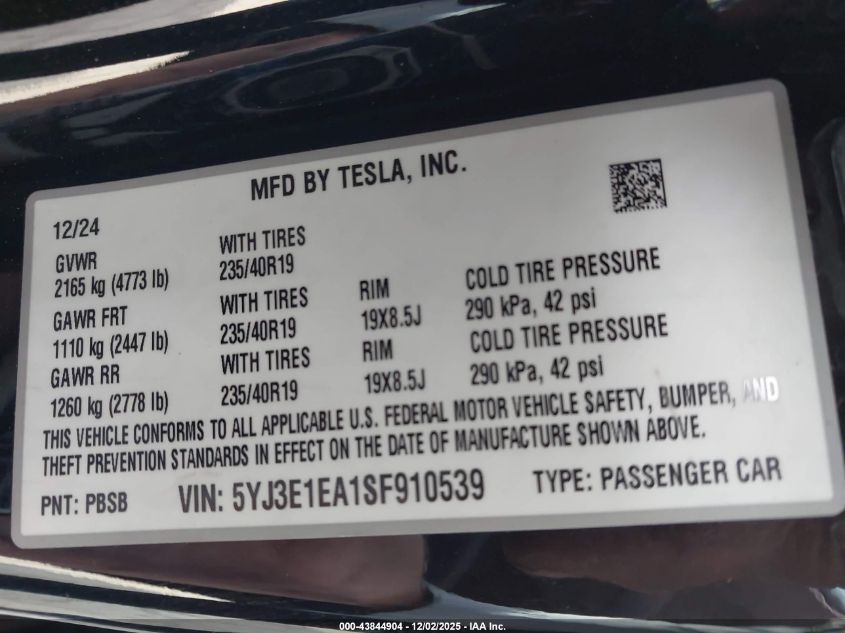 MFD BY TESLA, INC.
12/24
GVWR
2165 kg (4773 lb)
WITH TIRES
235/40R19
GAWR FRT
1110 kg (2447 lb)
WITH TIRES
235/40R19
RIM
19X8.5J
COLD TIRE PRESSURE
290 kPa, 42 psi
GAWR RR
1260 kg (2778 lb)
WITH TIRES
235/40R19
RIM
19X8.5J
COLD TIRE PRESSURE
290 kPa, 42 psi
THIS VEHICLE CONFORMS TO ALL APPLICABLE U.S. FEDERAL MOTOR VEHICLE SAFETY, BUMPER, AND
THEFT PREVENTION STANDARDS IN EFFECT ON THE DATE OF MANUFACTURE SHOWN ABOVE.
PNT: PBSB VIN: 5YJ3E1EA1SF910539 TYPE: PASSENGER CAR
000-43844904 - 12/02/2025 - IAA Inc.